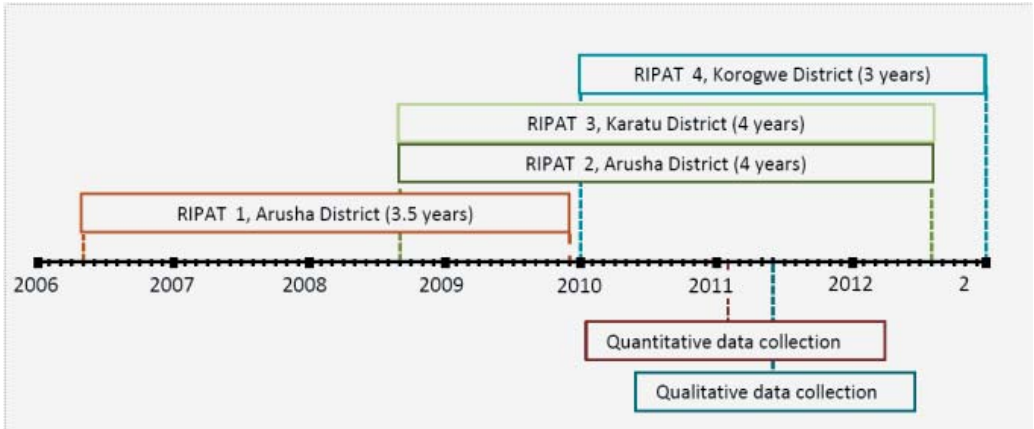 RIPAT 4, Korogwe District (3 years)
RIPAT 3, Karatu District (4 years)
RIPAT 2, Arusha District (4 years)
RIPAT 1, Arusha District (3.5 years)
2006 2007 2008 2009 2010 2011 2012 2
Quantitative data collection
Qualitative data collection